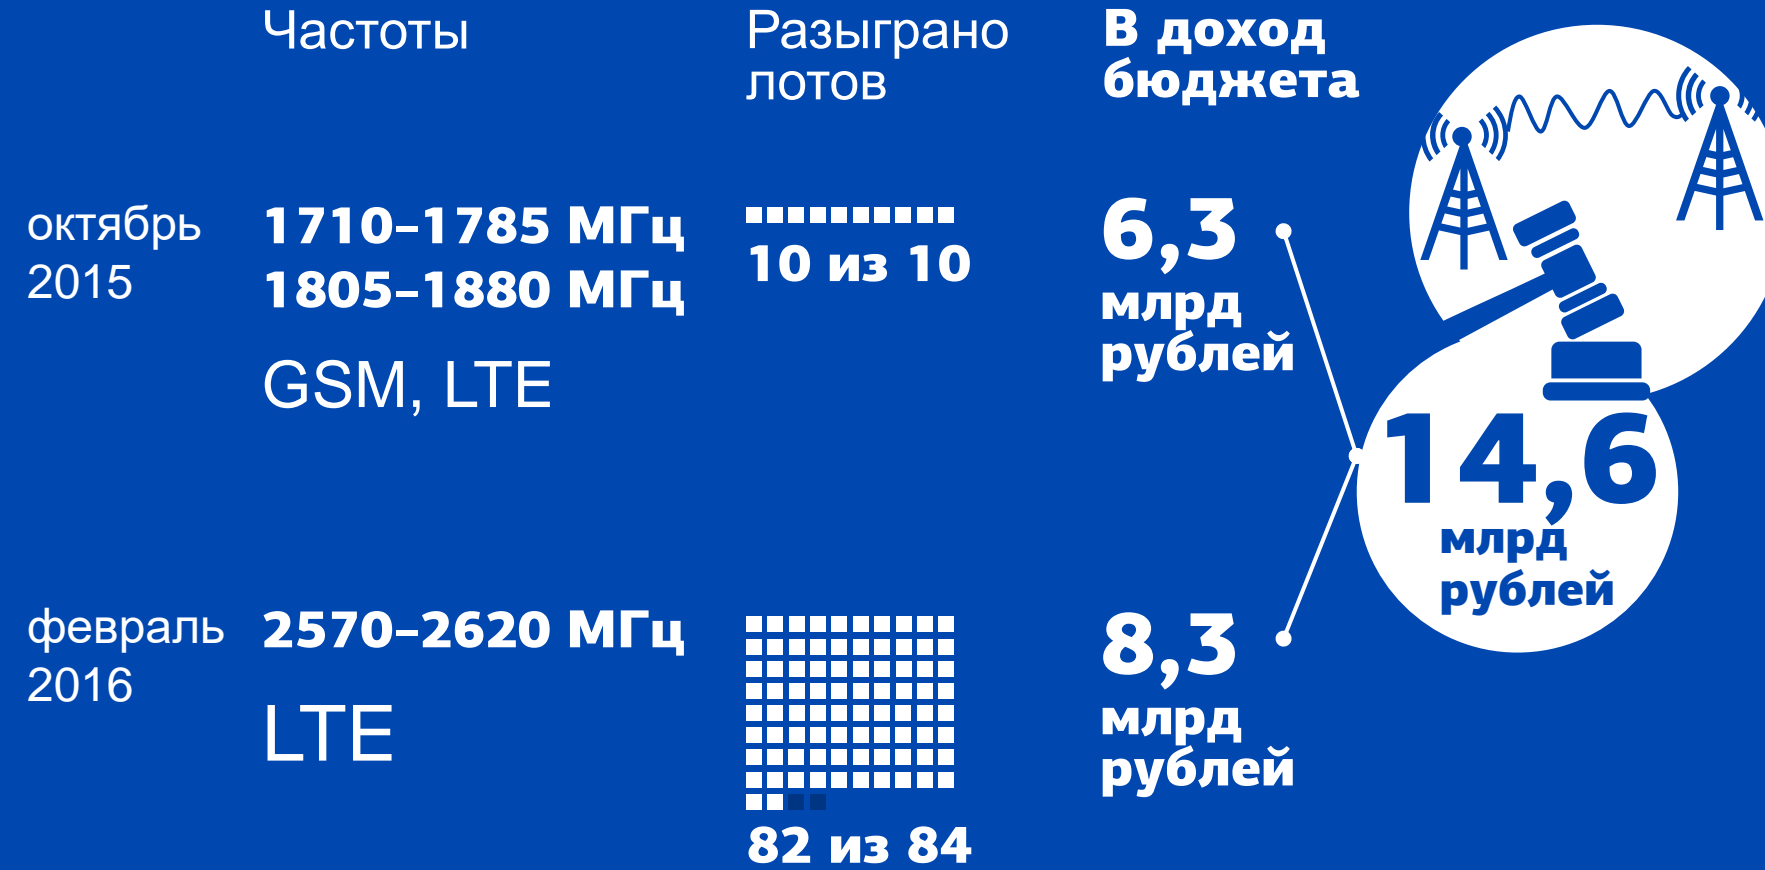 Частоты
Разыграно
лотов
В доход
бюджета
октябрь
2015
1710–1785 МГц
1805–1880 МГц
GSM, LTE
10 из 10
6,3
млрд
рублей
14,6
млрд
рублей
февраль
2016
2570–2620 МГц
LTE
82 из 84
8,3
млрд
рублей